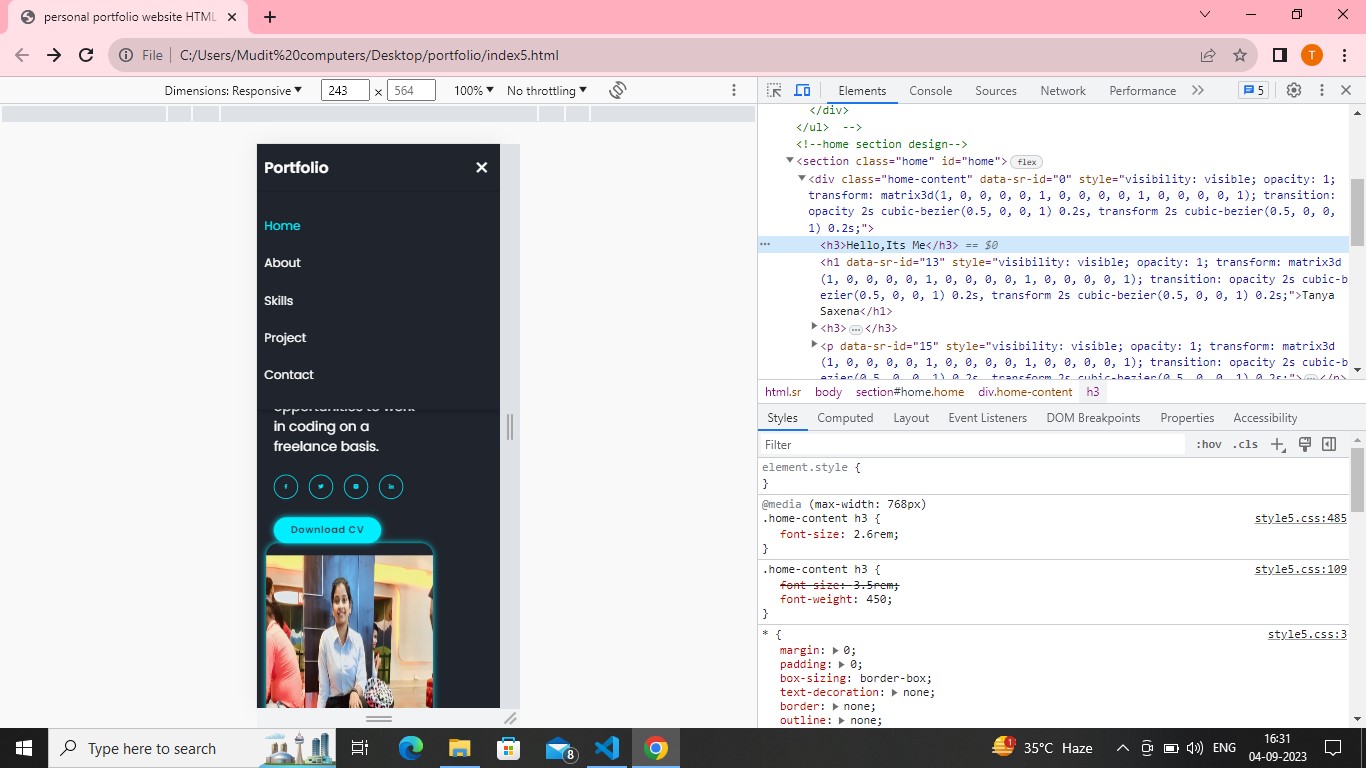 personal portfolio website HTML
File
C:/Users/Mudit%20computers/Desktop/portfolio/index5.html
T
Dimensions: Responsive
243 × 564
100%
No throttling
Portfolio
Home
About
Skills
Project
Contact
opportunities to work
in coding on a
freelance basis.
Download CV
Elements
Console
Sources
Network
Performance
5
</div>
</ul> -->
<!--home section design-->
<section class="home" id="home"> flex
<div class="home-content" data-sr-id="0" style="visibility: visible; opacity: 1;
transform: matrix3d(1, 0, 0, 0, 0, 1, 0, 0, 0, 0, 1, 0, 0, 0, 0, 1); transition:
opacity 2s cubic-bezier(0.5, 0, 0, 1) 0.2s, transform 2s cubic-bezier(0.5, 0, 0,
1) 0.2s;">
<h3>Hello,Its Me</h3> == $0
<h1 data-sr-id="13" style="visibility: visible; opacity: 1; transform: matrix3d
(1, 0, 0, 0, 0, 1, 0, 0, 0, 0, 1, 0, 0, 0, 0, 1); transition: opacity 2s cubic-b
ezier(0.5, 0, 0, 1) 0.2s, transform 2s cubic-bezier(0.5, 0, 0, 1) 0.2s;">Tanya
Saxena</h1>
<h3>…</h3>
<p data-sr-id="15" style="visibility: visible; opacity: 1; transform: matrix3d
(1, 0, 0, 0, 0, 1, 0, 0, 0, 0, 1, 0, 0, 0, 0, 1); transition: opacity 2s cubic-b
ezier(0.5, 0, 0, 1) 0.2s, transform 2s cubic-bezier(0.5, 0, 0, 1) 0.2s;">…</p>
html.sr
body
section#home.home
div.home-content
h3
Styles
Computed
Layout
Event Listeners
DOM Breakpoints
Properties
Accessibility
Filter
:hov .cls
element.style {
}
@media (max-width: 768px)
.home-content h3 {
style5.css:485
font-size: 2.6rem;
}
.home-content h3 {
style5.css:109
font-size: 3.5rem;
font-weight: 450;
}
* {
style5.css:3
margin: 0;
padding: 0;
box-sizing: border-box;
text-decoration: none;
border: none;
outline: none;
Type here to search
8
1
35°C Haze
ENG
16:31
04-09-2023